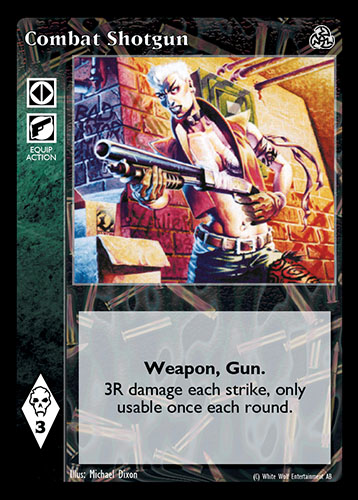 Combat Shotgun
EQUIP
ACTION
Weapon, Gun.
3R damage each strike, only
usable once each round.
3
Illus: Michael Dixon
(C) White Wolf Entertainment AB